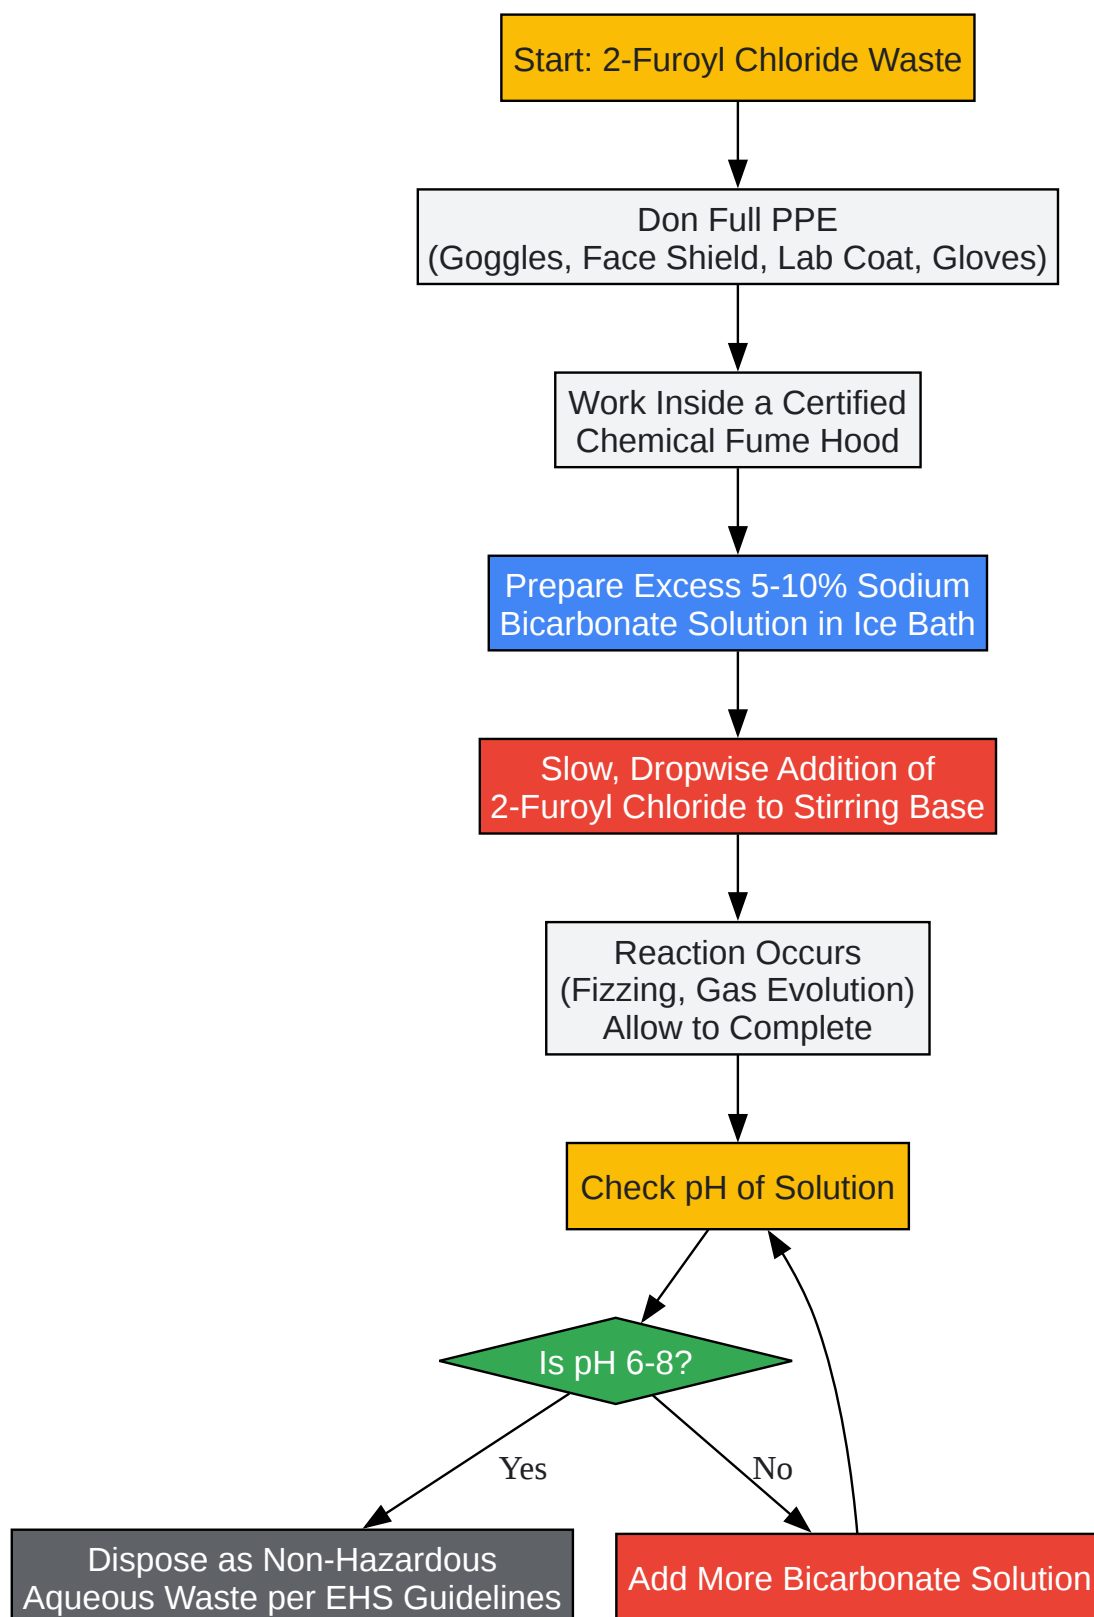 Start: 2-Furoyl Chloride Waste
Don Full PPE
(Goggles, Face Shield, Lab Coat, Gloves)
Work Inside a Certified
Chemical Fume Hood
Prepare Excess 5-10% Sodium
Bicarbonate Solution in Ice Bath
Slow, Dropwise Addition of
2-Furoyl Chloride to Stirring Base
Reaction Occurs
(Fizzing, Gas Evolution)
Allow to Complete
Check pH of Solution
Is pH 6-8?
Yes
No
Dispose as Non-Hazardous
Aqueous Waste per EHS Guidelines
Add More Bicarbonate Solution